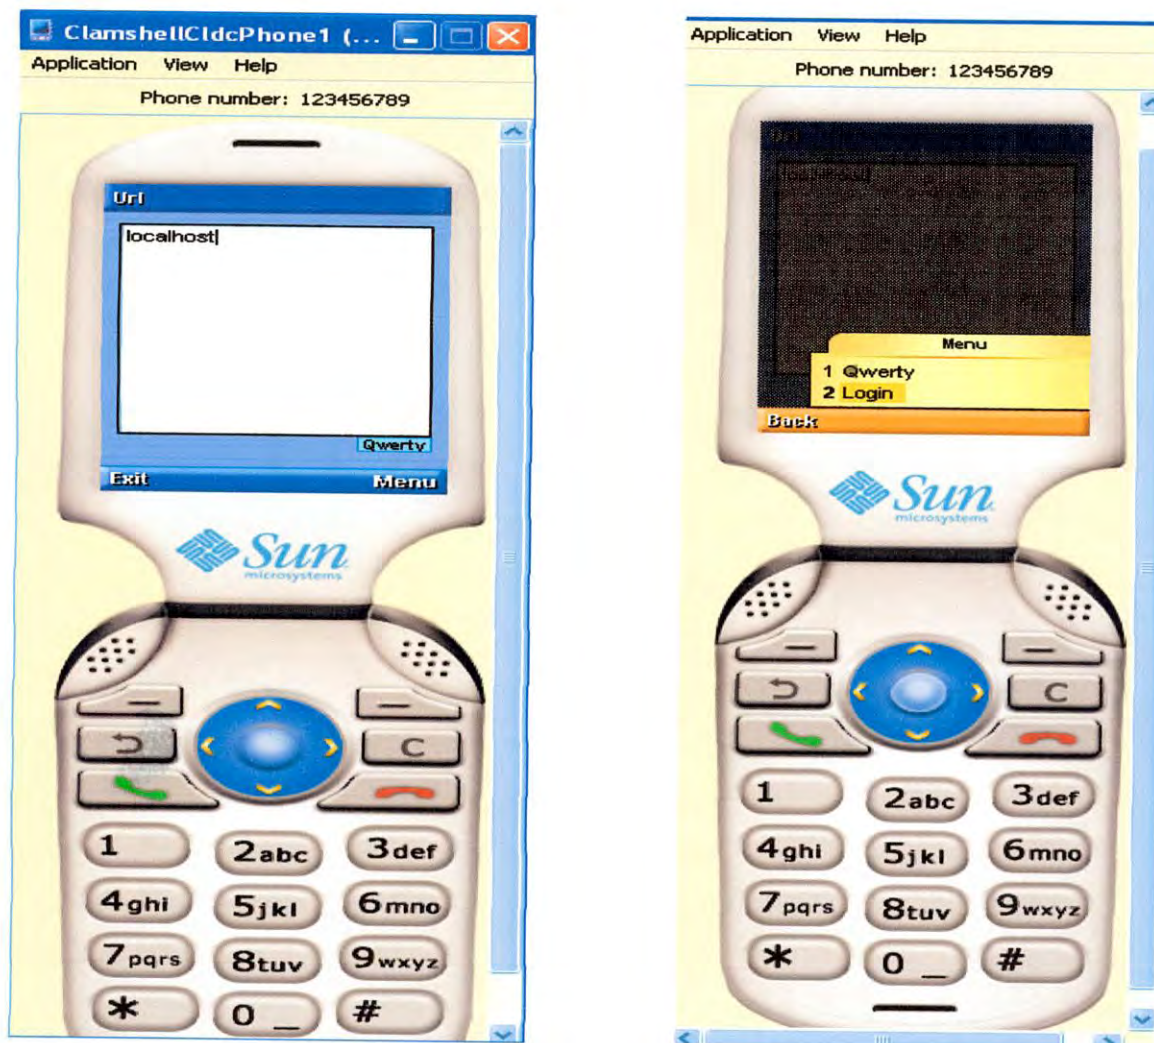 ClamshellCldcPhone1 (...
Application View Help
Phone number: 123456789
Url
localhost
Qwerty
Exit Menu
Sun
microsystems
C
1 2abc 3def
4ghi 5jkl 6mno
7pqrs 8tuv 9wxyz
* 0 _ #
Application View Help
Phone number: 123456789
Url
localhost
Menu
1 Qwerty
2 Login
Back
Sun
microsystems
C
1 2abc 3def
4ghi 5jkl 6mno
7pqrs 8tuv 9wxyz
* 0 _ #